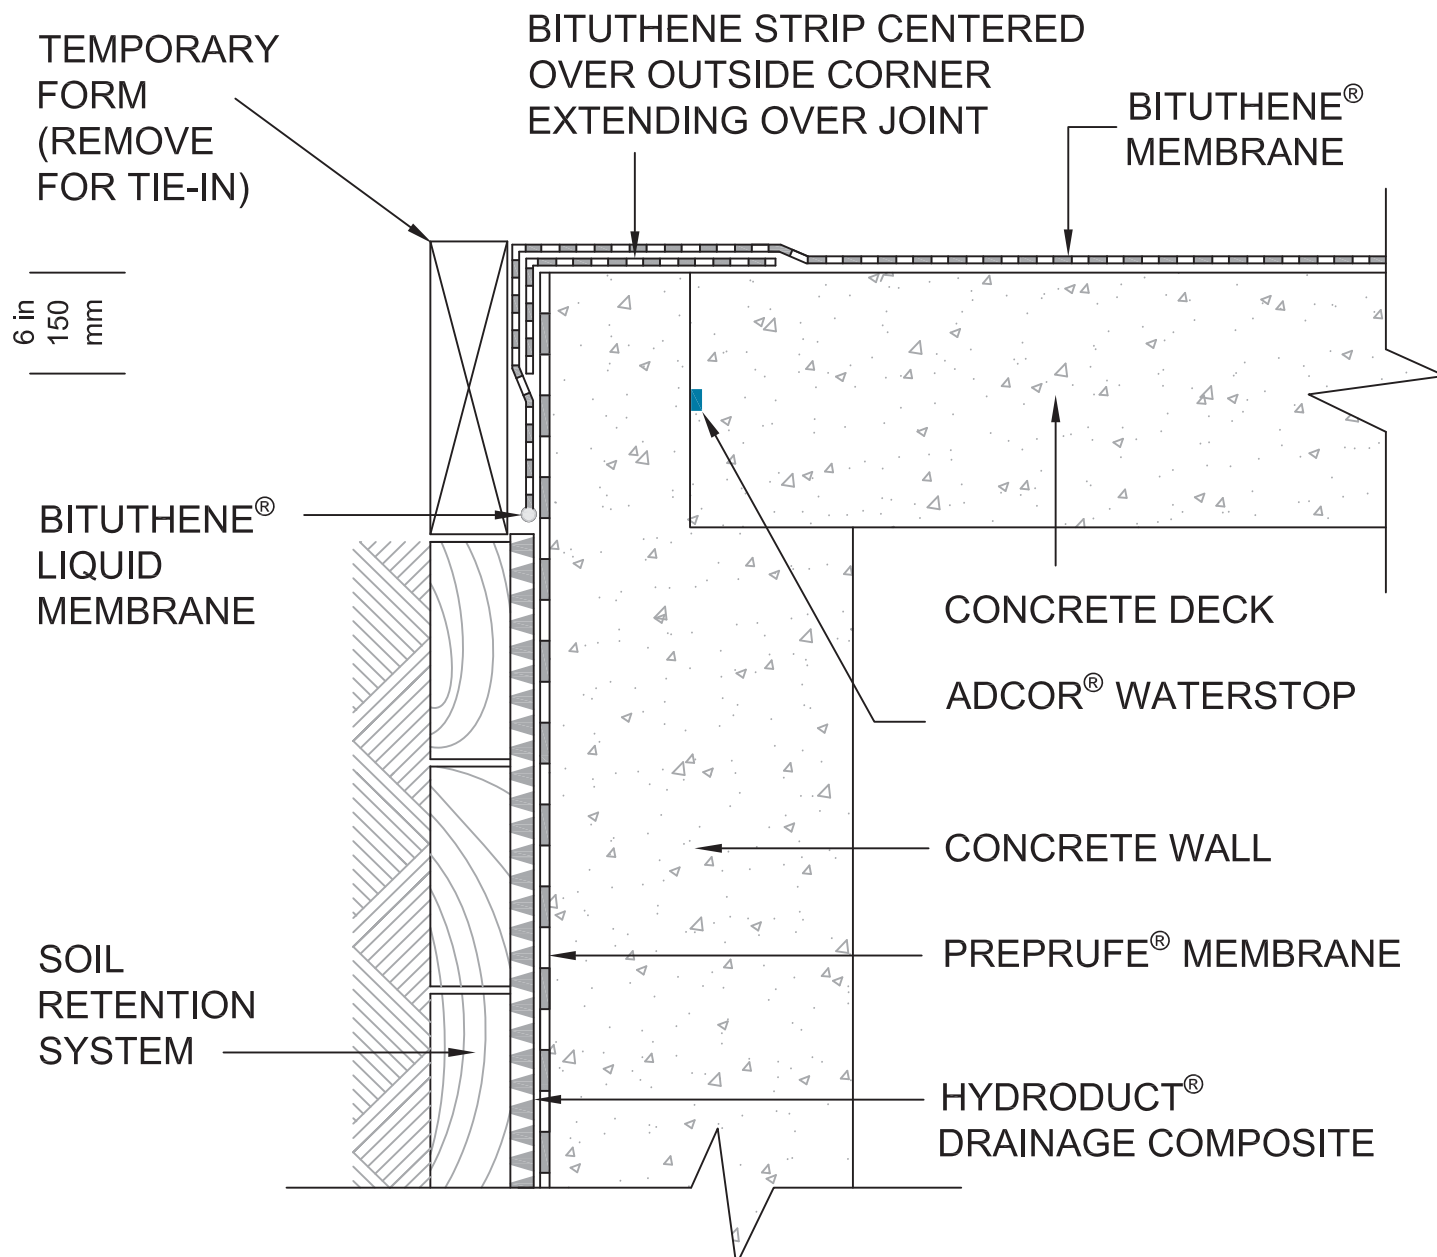 TEMPORARY
FORM
(REMOVE
FOR TIE-IN)
BITUTHENE STRIP CENTERED
OVER OUTSIDE CORNER
EXTENDING OVER JOINT
BITUTHENE®
MEMBRANE
6 in
150
mm
BITUTHENE®
LIQUID
MEMBRANE
CONCRETE DECK
ADCOR® WATERSTOP
CONCRETE WALL
PREPRUFE® MEMBRANE
SOIL
RETENTION
SYSTEM
HYDRODUCT®
DRAINAGE COMPOSITE